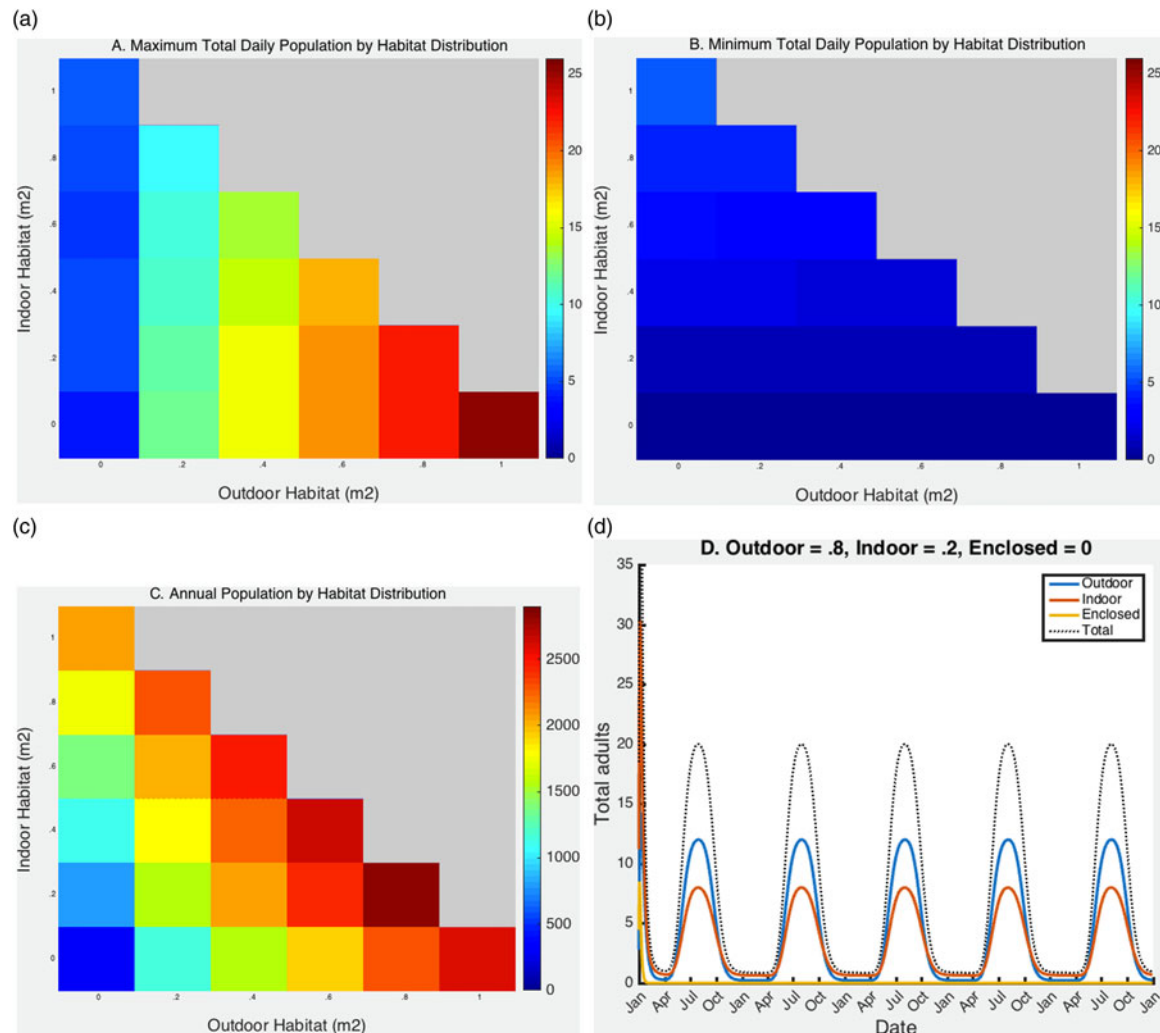 (a)
A. Maximum Total Daily Population by Habitat Distribution
25
20
15
10
5
0
1
.8
.6
.4
.2
0
Indoor Habitat (m2)
0 .2 .4 .6 .8 1
Outdoor Habitat (m2)
(b)
B. Minimum Total Daily Population by Habitat Distribution
25
20
15
10
5
0
1
.8
.6
.4
.2
0
Indoor Habitat (m2)
0 .2 .4 .6 .8 1
Outdoor Habitat (m2)
(c)
C. Annual Population by Habitat Distribution
2500
2000
1500
1000
500
0
1
.8
.6
.4
.2
0
Indoor Habitat (m2)
0 .2 .4 .6 .8 1
Outdoor Habitat (m2)
(d)
D. Outdoor = .8, Indoor = .2, Enclosed = 0
Outdoor
Indoor
Enclosed
Total
35
30
25
20
15
10
5
0
Total adults
Jan Apr Jul Oct Jan Apr Jul Oct Jan Apr Jul Oct Jan Apr Jul Oct Jan Apr Jul Oct Jan
Date